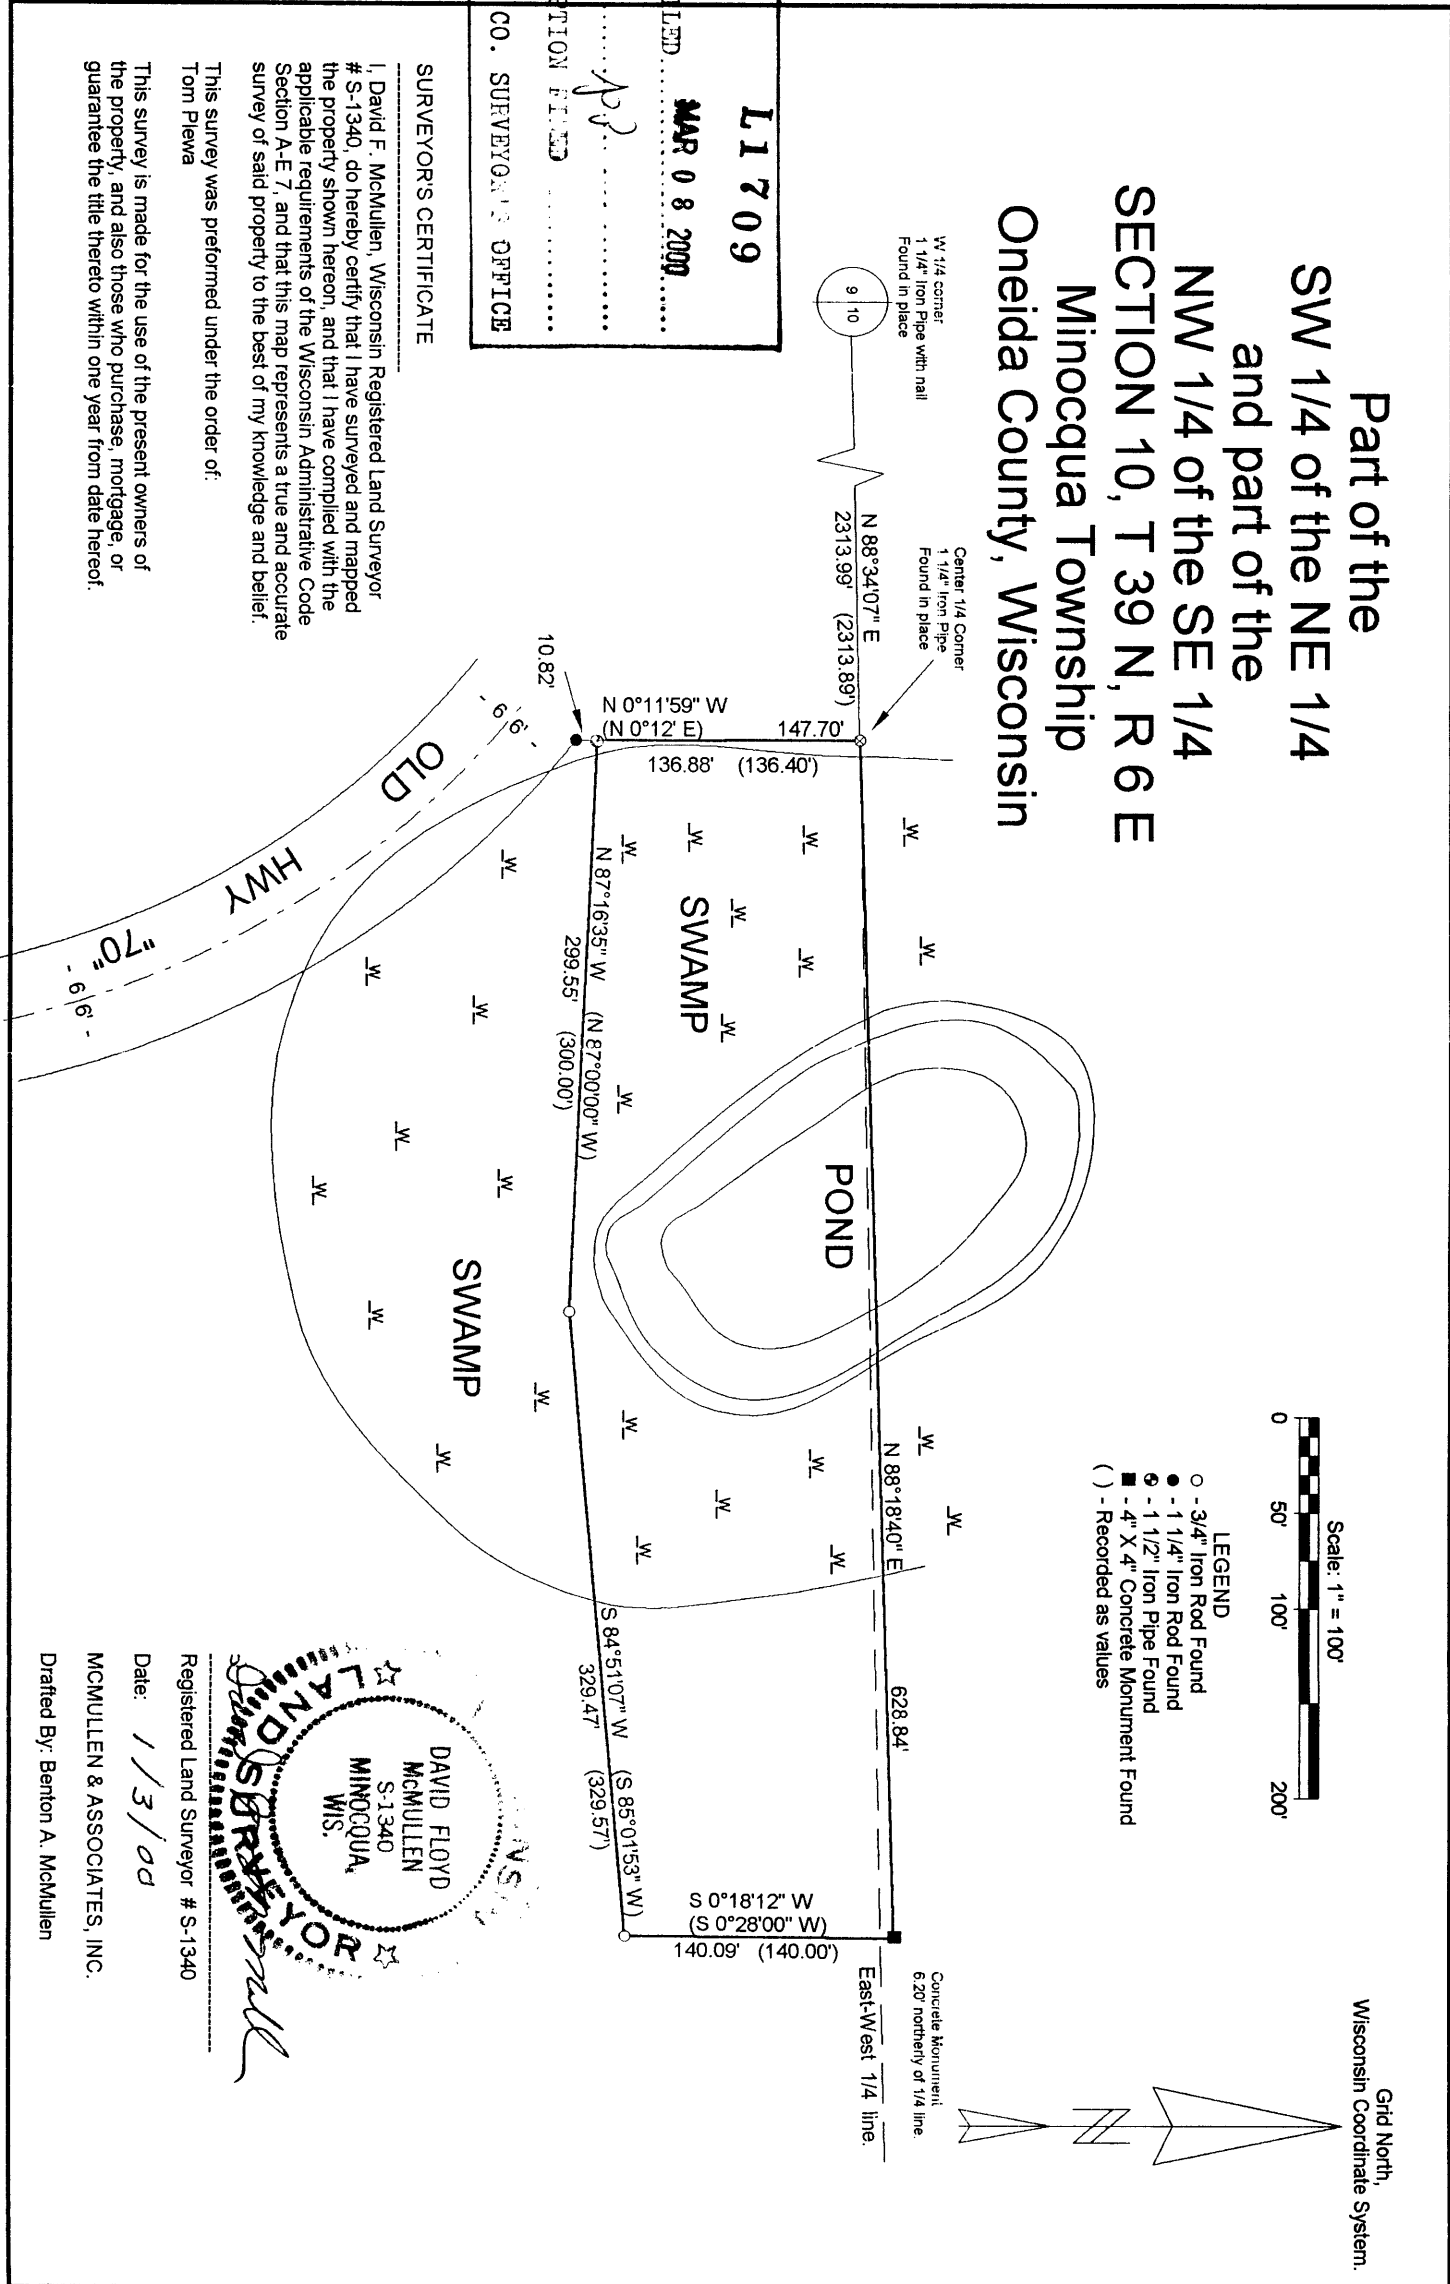 Part of the
SW 1/4 of the NE 1/4
and part of the
NW 1/4 of the SE 1/4
SECTION 10, T 39 N, R 6 E
Minocqua Township
Oneida County, Wisconsin
Scale: 1" = 100'
0 50' 100' 200'
LEGEND
○ - 3/4" Iron Rod Found
● - 1 1/4" Iron Rod Found
- 1 1/2" Iron Pipe Found
■ - 4" X 4" Concrete Monument Found
( ) - Recorded as values
Grid North,
Wisconsin Coordinate System.
N
W 1/4 corner
1 1/4" Iron Pipe with nail
Found in place
9 10
N 88°34'07" E
2313.99' (2313.89')
Center 1/4 Corner
1 1/4" Iron Pipe
Found in place
N 0°11'59" W
(N 0°12' E) 147.70'
136.88' (136.40')
10.82'
N 88°18'40" E
628.84'
Concrete Monument
6.20' northerly of 1/4 line.
East-West 1/4 line.
SWAMP
POND
N 87°16'35" W (N 87°00'00" W)
299.55' (300.00')
S 84°51'07" W (S 85°01'53" W)
329.47' (329.57')
S 0°18'12" W
(S 0°28'00" W)
140.09' (140.00')
SWAMP
OLD HWY "70"
- 66' -
- 66' -
L1709
LED MAR 08 2000
TION FILED
CO. SURVEYOR'S OFFICE
SURVEYOR'S CERTIFICATE
I, David F. McMullen, Wisconsin Registered Land Surveyor
# S-1340, do hereby certify that I have surveyed and mapped
the property shown hereon, and that I have complied with the
applicable requirements of the Wisconsin Administrative Code
Section A-E 7, and that this map represents a true and accurate
survey of said property to the best of my knowledge and belief.
This survey was preformed under the order of:
Tom Plewa
This survey is made for the use of the present owners of
the property, and also those who purchase, mortgage, or
guarantee the title thereto within one year from date hereof.
DAVID FLOYD
McMULLEN
S-1340
MINOCQUA,
WIS.
LAND SURVEYOR
Registered Land Surveyor # S-1340
Date: 1/3/00
MCMULLEN & ASSOCIATES, INC.
Drafted By: Benton A. McMullen